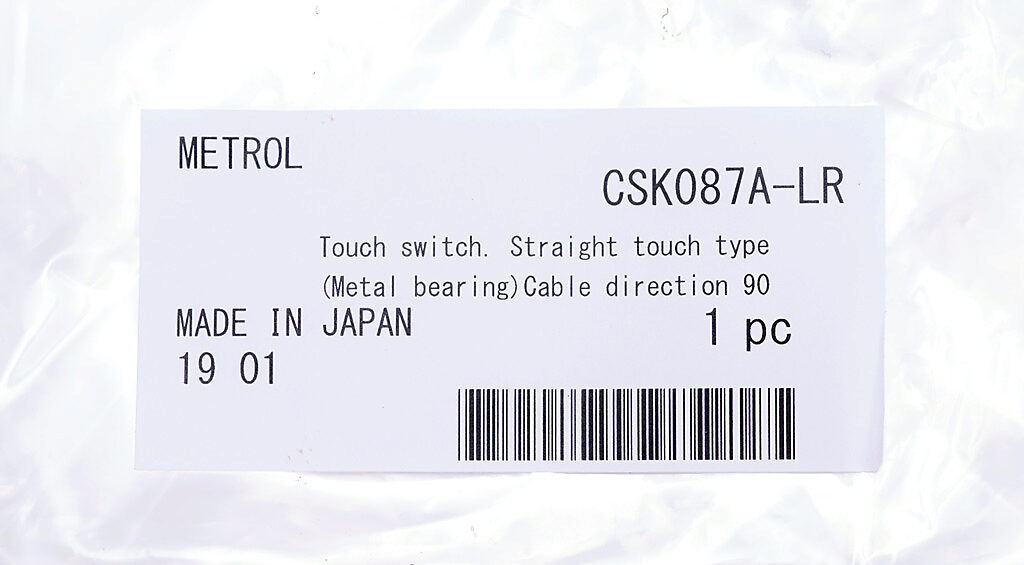 METROL
CSK087A-LR
Touch switch. Straight touch type
(Metal bearing)Cable direction 90
MADE IN JAPAN
1 pc
19 01